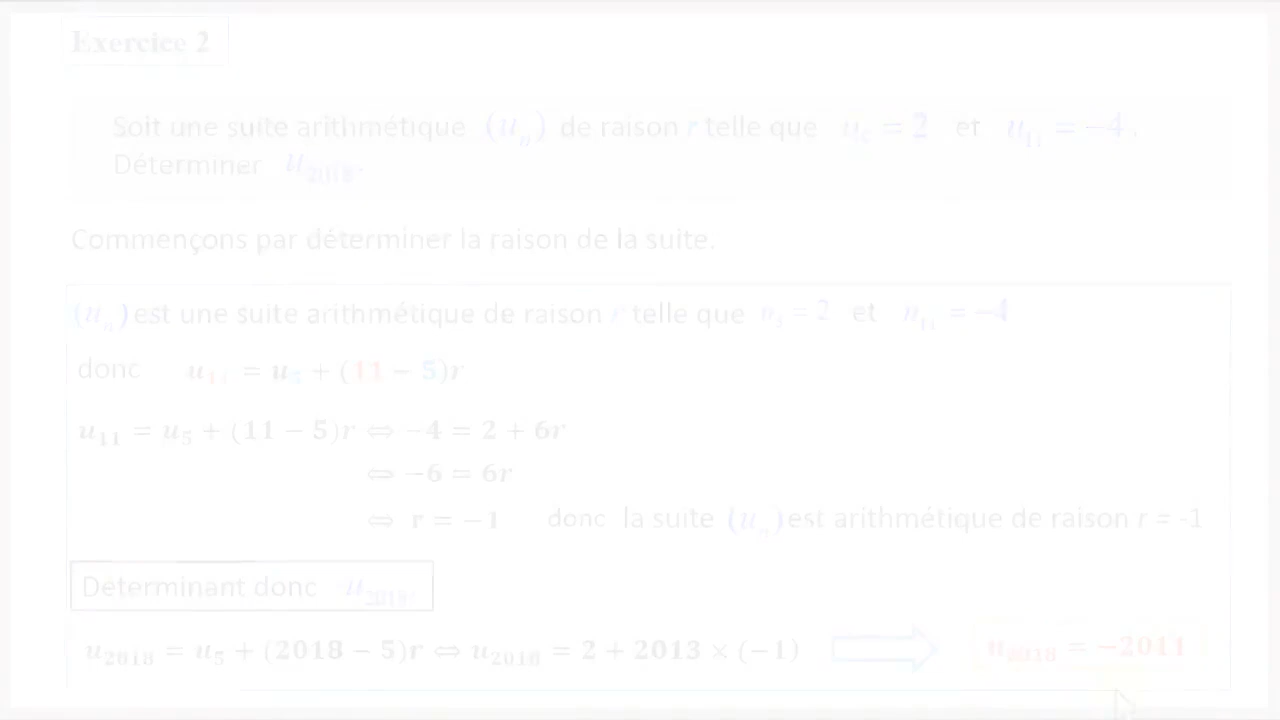 Exercice 2
Soit une suite arithmétique (uₙ) de raison r telle que u₅ = 2 et u₁₁ = −4.
Déterminer u₂₀₁₈.
Commençons par déterminer la raison de la suite.
(uₙ) est une suite arithmétique de raison r telle que u₅ = 2 et u₁₁ = −4
donc u₁₁ = u₅ + (11 − 5)r
u₁₁ = u₅ + (11 − 5)r ⇔ −4 = 2 + 6r
⇔ −6 = 6r
⇔ r = −1 donc la suite (uₙ) est arithmétique de raison r = -1
Déterminant donc u₂₀₁₈.
u₂₀₁₈ = u₅ + (2018 − 5)r ⇔ u₂₀₁₈ = 2 + 2013 × (−1) u₂₀₁₈ = −2011